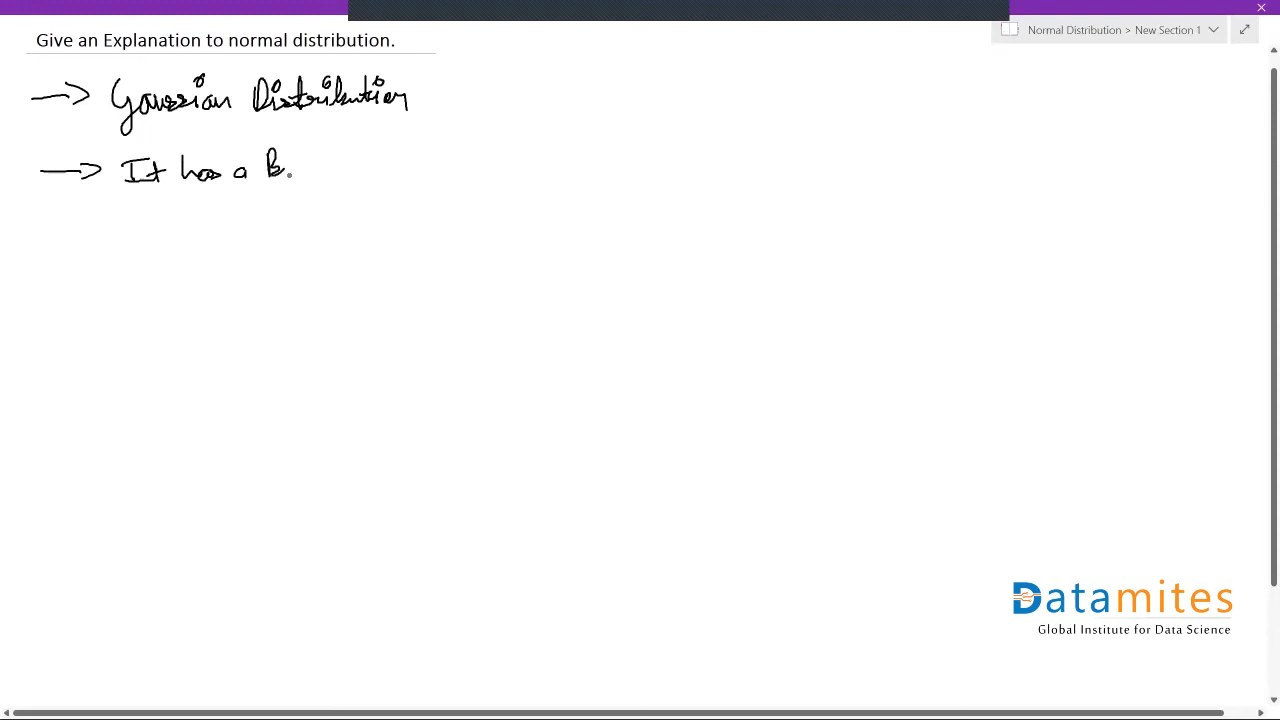 Normal Distribution > New Section 1
Give an Explanation to normal distribution.
Gaussian Distribution
It has a B
Datamites
Global Institute for Data Science